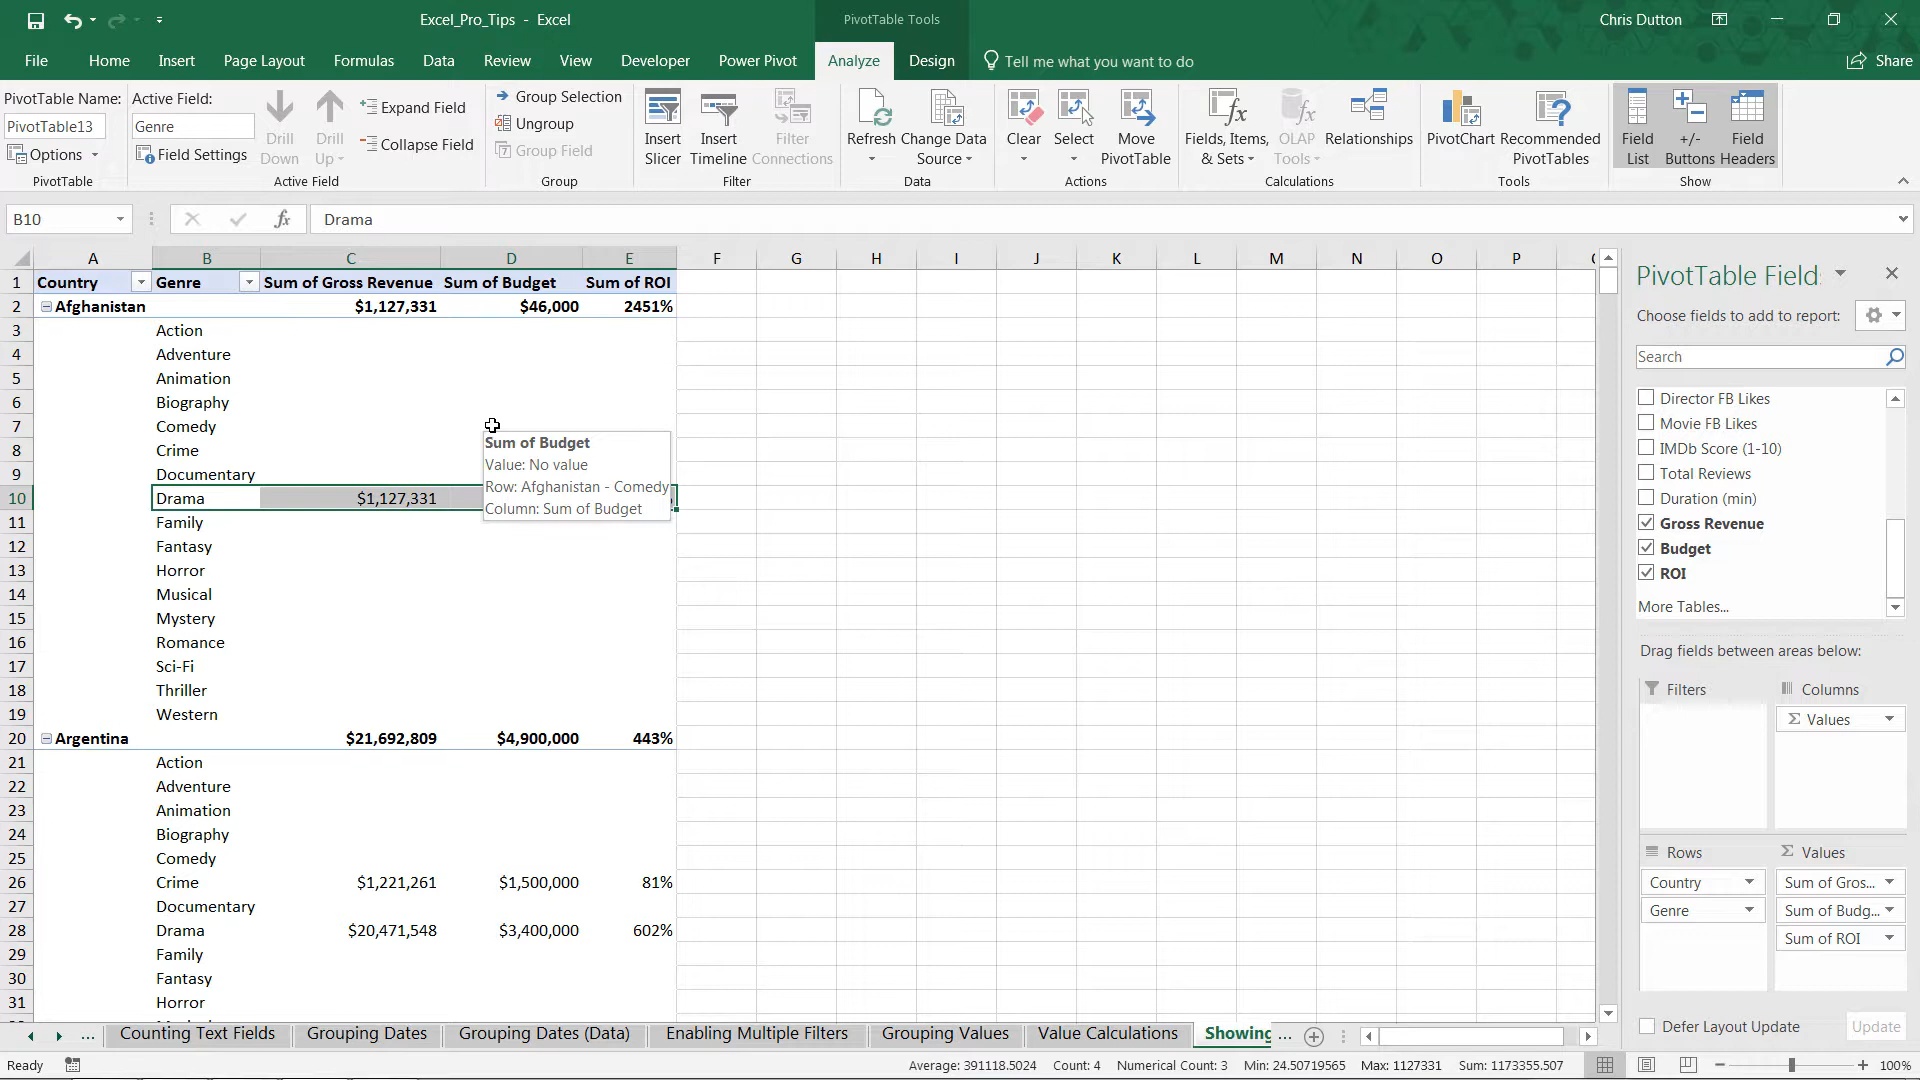 Excel_Pro_Tips - Excel
PivotTable Tools
Chris Dutton
File Home Insert Page Layout Formulas Data Review View Developer Power Pivot Analyze Design Tell me what you want to do Share
PivotTable Name:
PivotTable13
Options
PivotTable
Active Field:
Genre
Field Settings
Drill Down
Drill Up
Expand Field
Collapse Field
Active Field
Group Selection
Ungroup
Group Field
Group
Insert Slicer
Insert Timeline
Filter Connections
Filter
Refresh
Change Data Source
Data
Clear
Select
Move PivotTable
Actions
Fields, Items, & Sets
OLAP Tools
Relationships
Calculations
PivotChart
Recommended PivotTables
Tools
Field List
+/- Buttons
Field Headers
Show
B10 fx Drama
A B C D E F G H I J K L M N O P
1 Country Genre Sum of Gross Revenue Sum of Budget Sum of ROI
2 Afghanistan $1,127,331 $46,000 2451%
3 Action
4 Adventure
5 Animation
6 Biography
7 Comedy
8 Crime
9 Documentary
10 Drama $1,127,331
11 Family
12 Fantasy
13 Horror
14 Musical
15 Mystery
16 Romance
17 Sci-Fi
18 Thriller
19 Western
20 Argentina $21,692,809 $4,900,000 443%
21 Action
22 Adventure
23 Animation
24 Biography
25 Comedy
26 Crime $1,221,261 $1,500,000 81%
27 Documentary
28 Drama $20,471,548 $3,400,000 602%
29 Family
30 Fantasy
31 Horror
Sum of Budget
Value: No value
Row: Afghanistan - Comedy
Column: Sum of Budget
PivotTable Fields
Choose fields to add to report:
Search
Director FB Likes
Movie FB Likes
IMDb Score (1-10)
Total Reviews
Duration (min)
Gross Revenue
Budget
ROI
More Tables...
Drag fields between areas below:
Filters
Columns
Σ Values
Rows
Country
Genre
Σ Values
Sum of Gros...
Sum of Budg...
Sum of ROI
Defer Layout Update Update
... Counting Text Fields Grouping Dates Grouping Dates (Data) Enabling Multiple Filters Grouping Values Value Calculations Showing ...
Ready Average: 391118.5024 Count: 4 Numerical Count: 3 Min: 24.50719565 Max: 1127331 Sum: 1173355.507 100%